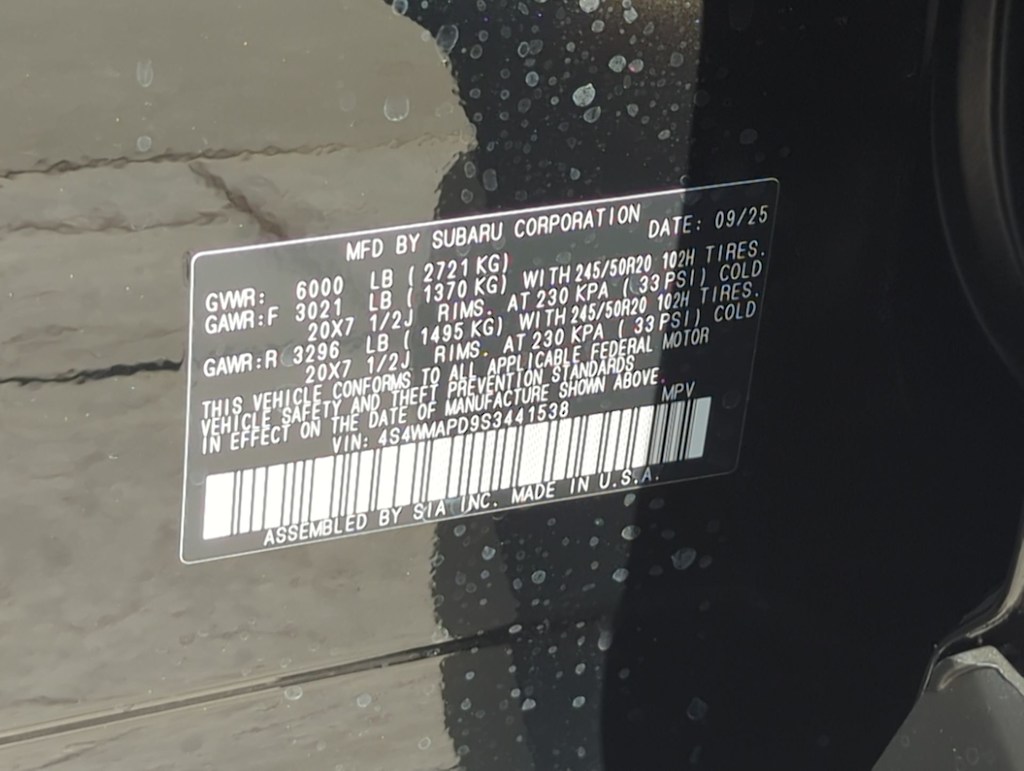 MFD BY SUBARU CORPORATION DATE: 09/25
GVWR: 6000 LB ( 2721 KG)
GAWR:F 3021 LB ( 1370 KG) WITH 245/50R20 102H TIRES.
20X7 1/2J RIMS. AT 230 KPA ( 33 PSI) COLD
GAWR:R 3296 LB ( 1495 KG) WITH 245/50R20 102H TIRES.
20X7 1/2J RIMS. AT 230 KPA ( 33 PSI) COLD
THIS VEHICLE CONFORMS TO ALL APPLICABLE FEDERAL MOTOR
VEHICLE SAFETY AND THEFT PREVENTION STANDARDS
IN EFFECT ON THE DATE OF MANUFACTURE SHOWN ABOVE.
VIN: 4S4WMAPD9S3441538 MPV
ASSEMBLED BY SIA INC. MADE IN U.S.A.